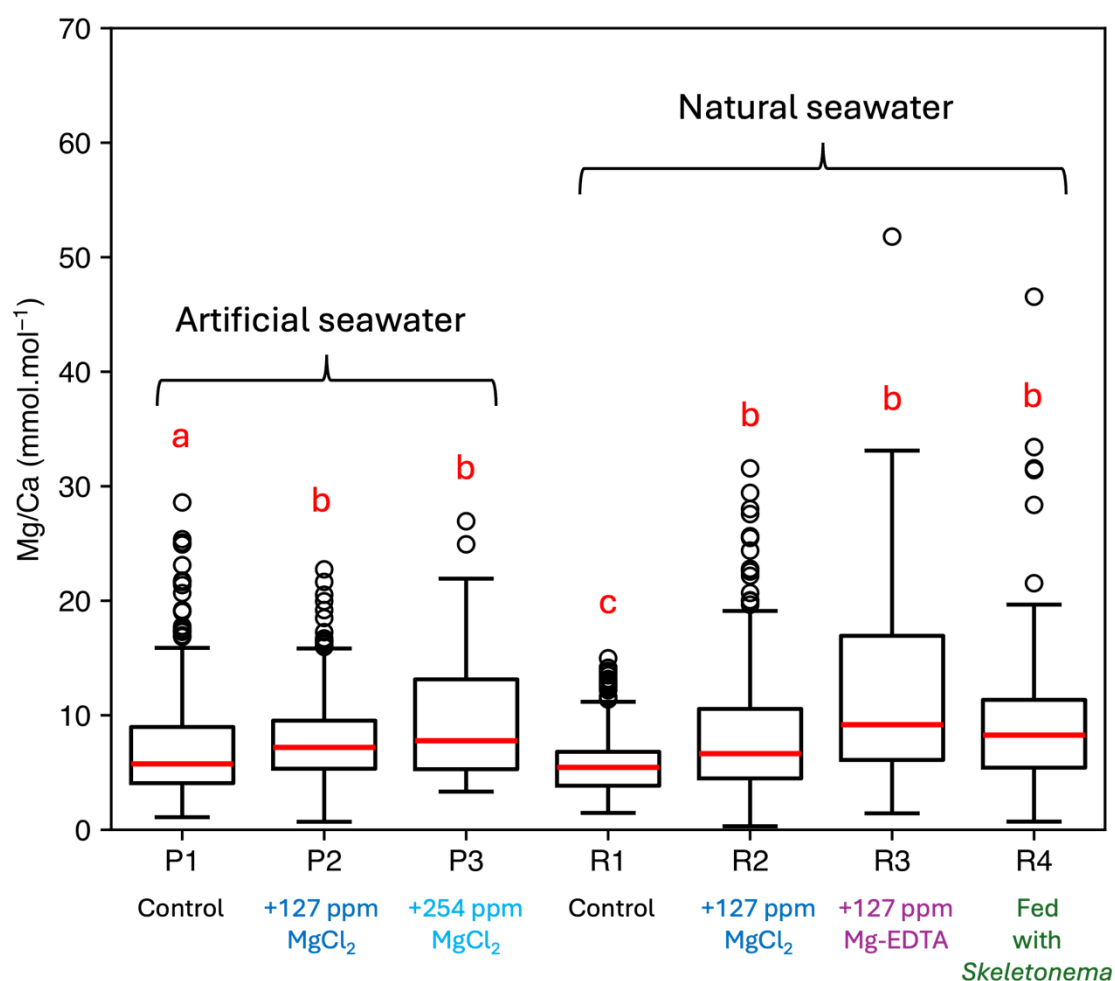 70
60
50
40
30
20
10
0
Mg/Ca (mmol.mol⁻¹)
Natural seawater
Artificial seawater
a
b
b
c
b
b
b
P1
P2
P3
R1
R2
R3
R4
Control
+127 ppm
MgCl₂
+254 ppm
MgCl₂
Control
+127 ppm
MgCl₂
+127 ppm
Mg-EDTA
Fed
with
Skeletonema